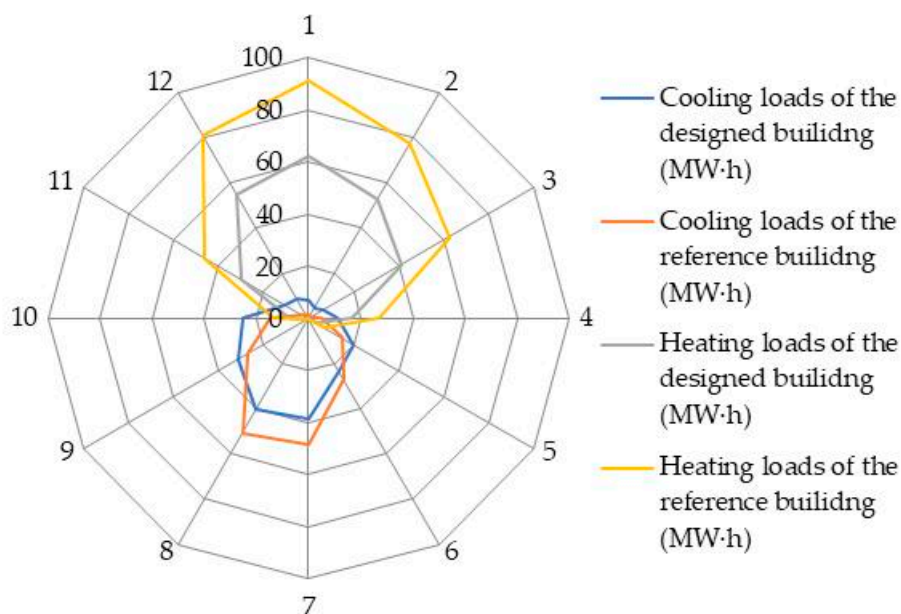 1
100
12
2
80
11
60
3
40
20
10
0
4
9
5
8
6
7
Cooling loads of the
designed builidng
(MW·h)
Cooling loads of the
reference builidng
(MW·h)
Heating loads of the
designed builidng
(MW·h)
Heating loads of the
reference builidng
(MW·h)